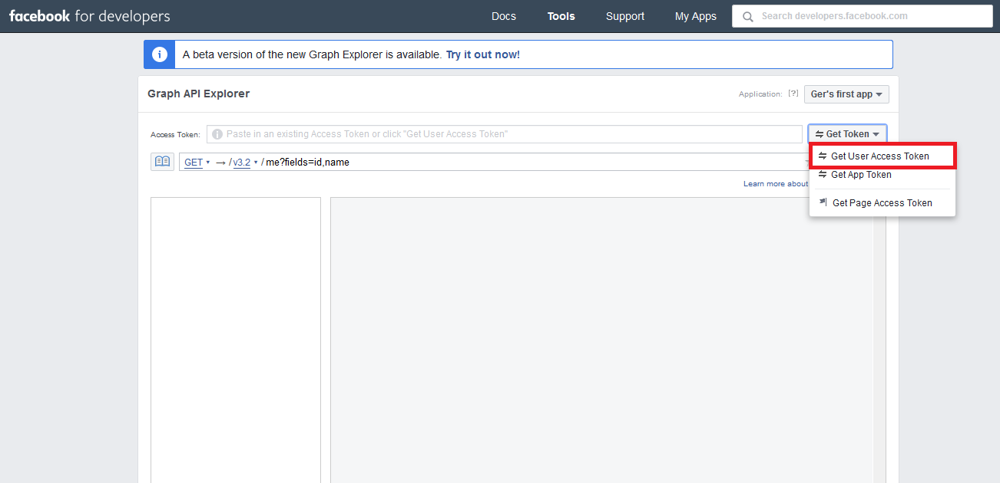 facebook for developers Docs Tools Support My Apps Search developers.facebook.com
A beta version of the new Graph Explorer is available. Try it out now!
Graph API Explorer Application: [?] Ger's first app
Access Token: Paste in an existing Access Token or click "Get User Access Token" Get Token
GET → / v3.2 / me?fields=id,name
Get User Access Token
Get App Token
Learn more about
Get Page Access Token